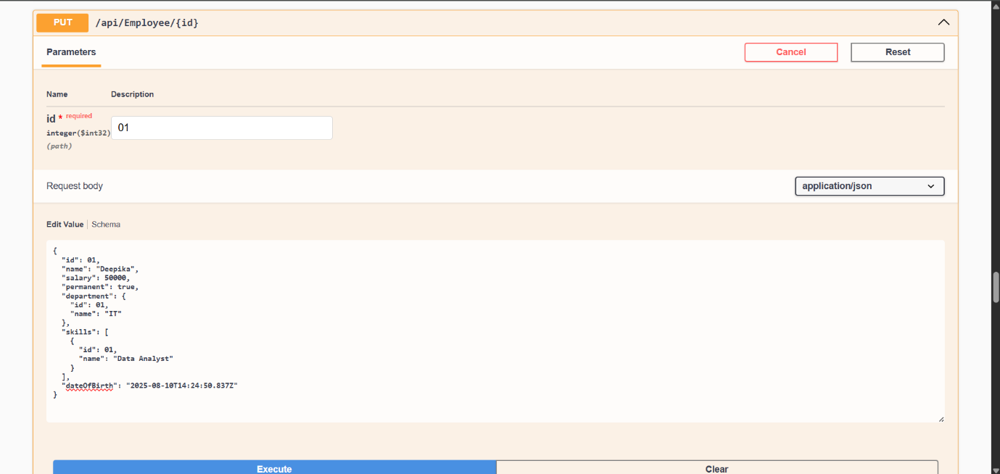 PUT /api/Employee/{id}
Parameters
Cancel
Reset
Name Description
id * required
integer($int32)
(path)
01
Request body
application/json
Edit Value | Schema
{
  "id": 01,
  "name": "Deepika",
  "salary": 50000,
  "permanent": true,
  "department": {
    "id": 01,
    "name": "IT"
  },
  "skills": [
    {
      "id": 01,
      "name": "Data Analyst"
    }
  ],
  "dateOfBirth": "2025-08-10T14:24:50.837Z"
}
Execute
Clear